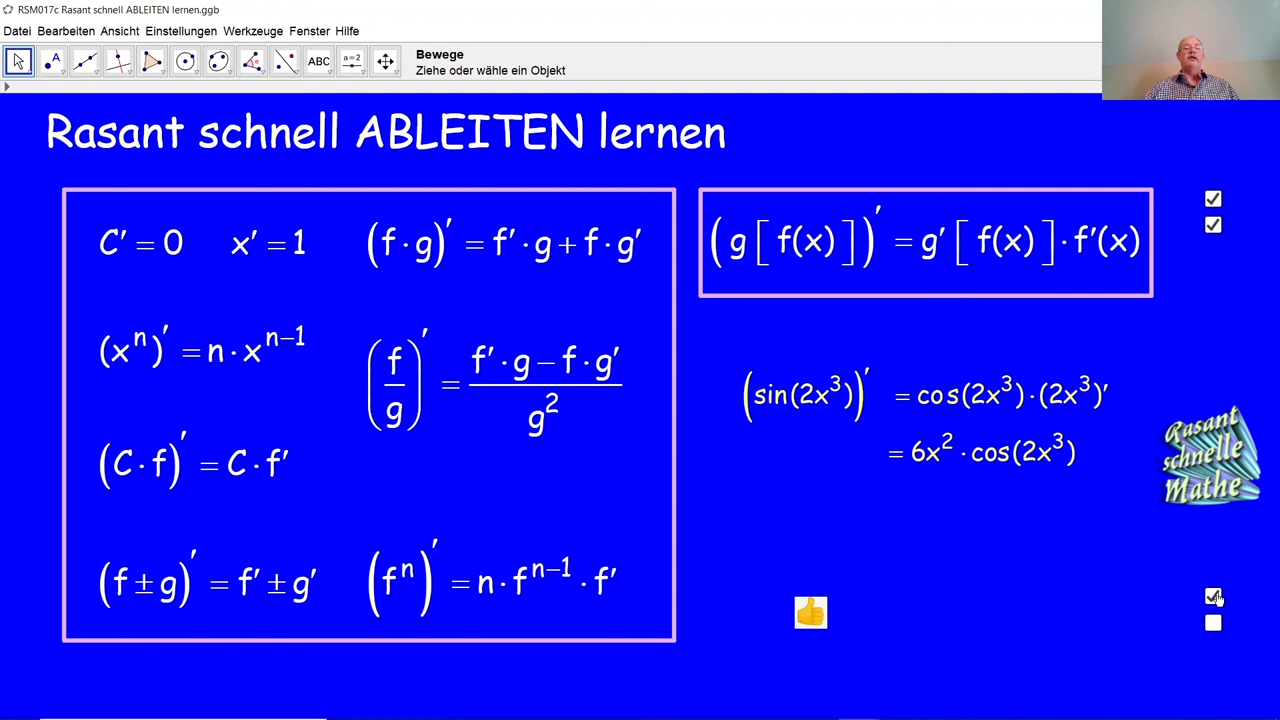 RSM017c Rasant schnell ABLEITEN lernen.ggb
Datei Bearbeiten Ansicht Einstellungen Werkzeuge Fenster Hilfe
A ABC a=2
Bewege
Ziehe oder wähle ein Objekt
Rasant schnell ABLEITEN lernen
C′ = 0 x′ = 1 (f · g)′ = f′ · g + f · g′
(xⁿ)′ = n · xⁿ⁻¹
(f/g)′ = (f′ · g − f · g′)/g²
(C · f)′ = C · f′
(f ± g)′ = f′ ± g′ (fⁿ)′ = n · fⁿ⁻¹ · f′
(g[f(x)])′ = g′[f(x)] · f′(x)
(sin(2x³))′ = cos(2x³) · (2x³)′
= 6x² · cos(2x³)
Rasant
schnelle
Mathe